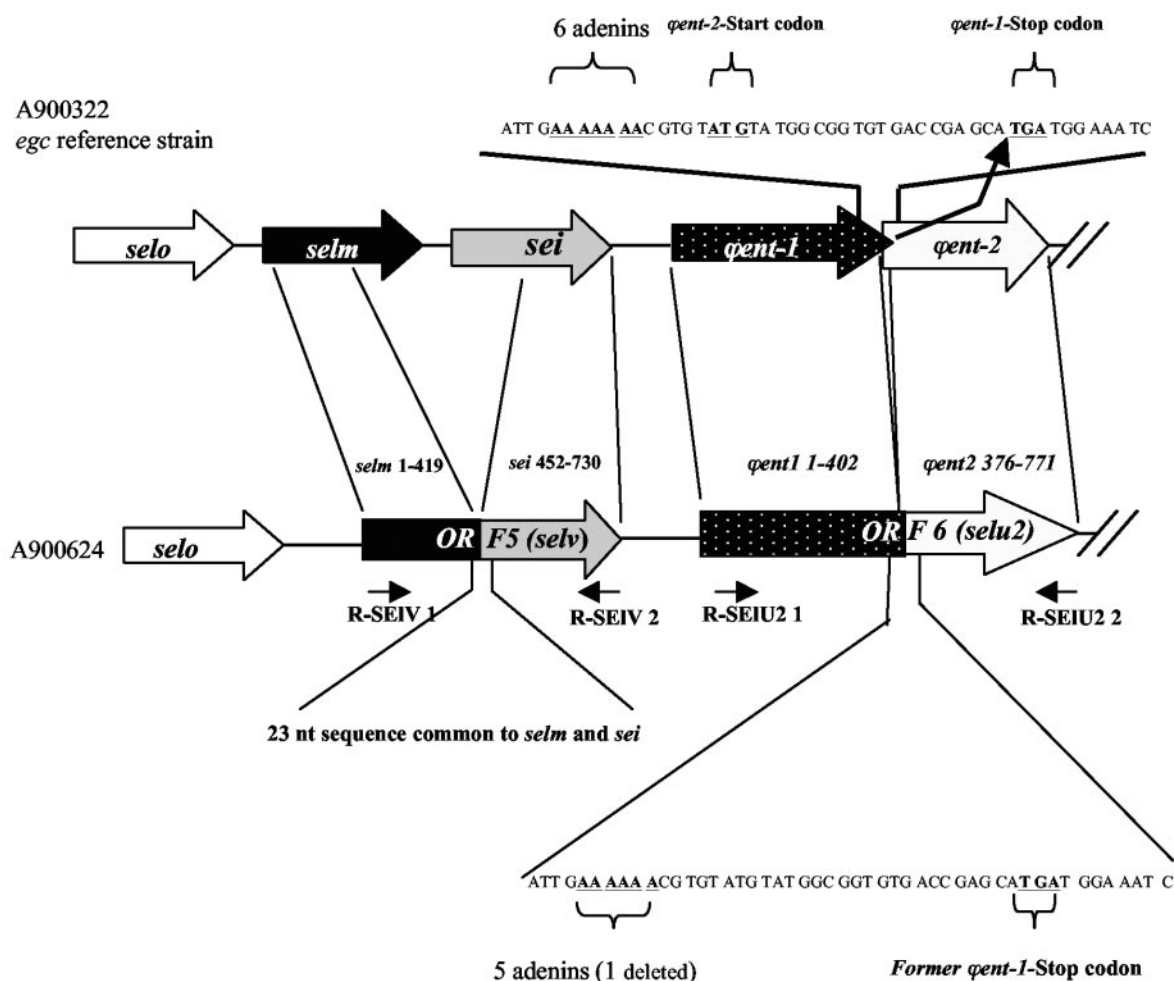 6 adenins
φent-2-Start codon
φent-1-Stop codon
A900322
egc reference strain
ATT GAA AAA AAC GTG TAT GTA TGG CGG TGT GAC CGA GCA TGA TGG AAA TC
selo
selm
sei
φent-1
φent-2
selm 1-419
sei 452-730
φent1 1-402
φent2 376-771
A900624
selo
OR F5 (selv)
OR F 6 (selu2)
R-SEIV 1
R-SEIV 2
R-SEIU2 1
R-SEIU2 2
23 nt sequence common to selm and sei
ATT GAA AAA ACG TGT ATG TAT GGC GGT GTG ACC GAG CAT GAT GGA AAT C
5 adenins (1 deleted)
Former φent-1-Stop codon